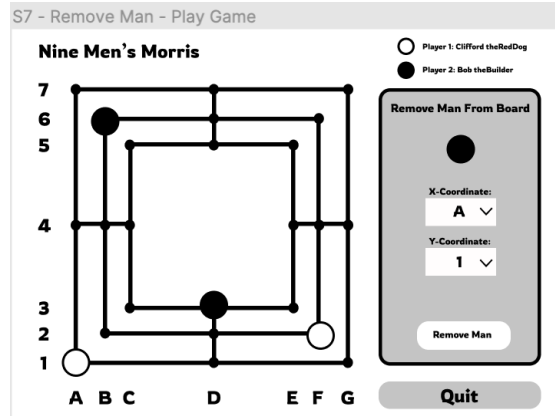 S7 - Remove Man - Play Game
Nine Men's Morris
Player 1: Clifford theRedDog
Player 2: Bob theBuilder
7
6
5
4
3
2
1
A B C D E F G
Remove Man From Board
X-Coordinate:
A
Y-Coordinate:
1
Remove Man
Quit